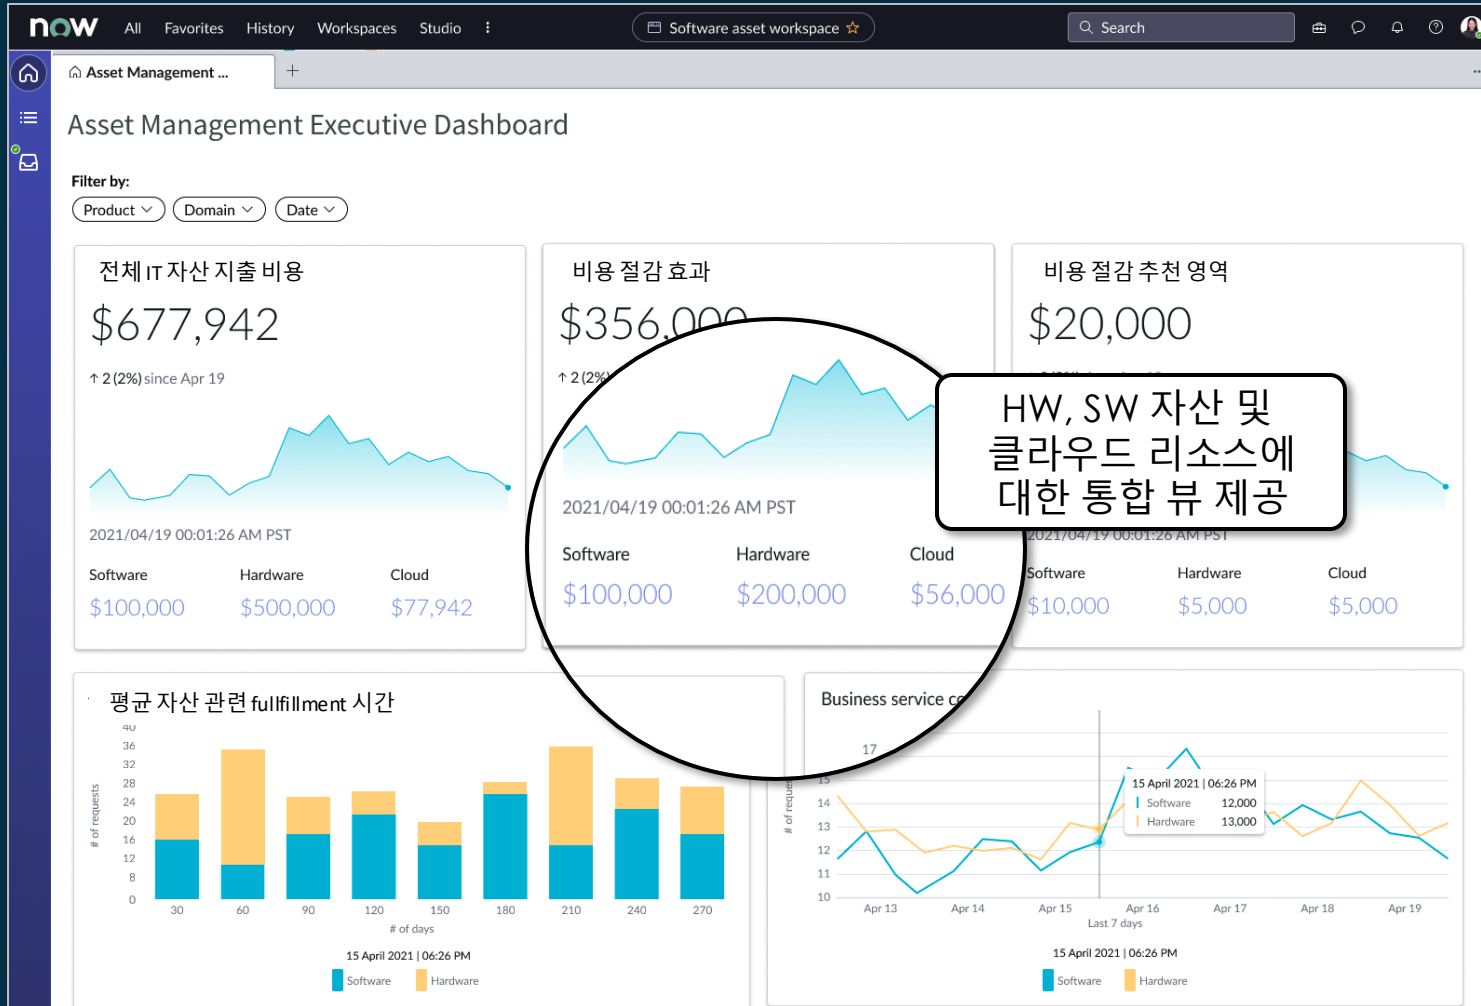 now All Favorites History Workspaces Studio Software asset workspace Search
Asset Management ...
Asset Management Executive Dashboard
Filter by:
Product Domain Date
전체 IT 자산 지출 비용
$677,942
↑ 2 (2%) since Apr 19
2021/04/19 00:01:26 AM PST
Software Hardware Cloud
$100,000 $500,000 $77,942
비용 절감 효과
$356,000
↑ 2 (2%)
2021/04/19 00:01:26 AM PST
Software Hardware Cloud
$100,000 $200,000 $56,000
비용 절감 추천 영역
$20,000
HW, SW 자산 및
클라우드 리소스에
대한 통합 뷰 제공
2021/04/19 00:01:26 AM PST
Software Hardware Cloud
$10,000 $5,000 $5,000
평균 자산 관련 fullfillment 시간
40
36
32
28
24
20
16
12
8
0
# of requests
30 60 90 120 150 180 210 240 270
# of days
15 April 2021 | 06:26 PM
Software Hardware
Business service
17
15
14
13
12
11
10
# of
15 April 2021 | 06:26 PM
Software 12,000
Hardware 13,000
Apr 13 Apr 14 Apr 15 Apr 16 Apr 17 Apr 18 Apr 19
Last 7 days
15 April 2021 | 06:26 PM
Software Hardware